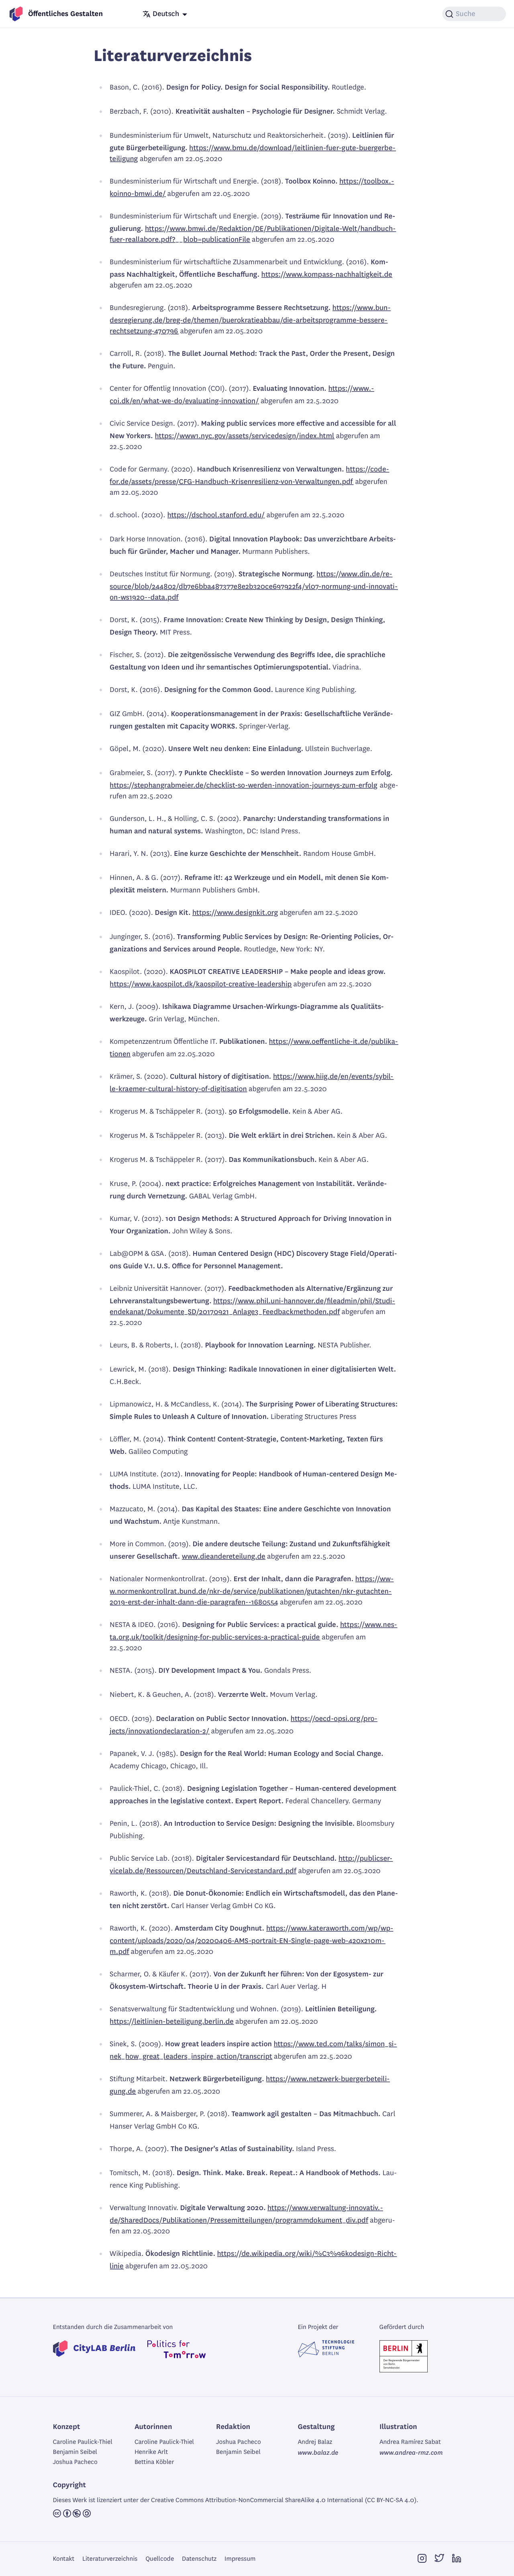 Öffentliches Gestalten
Deutsch
Suche
Literaturverzeichnis
Bason, C. (2016). Design for Policy. Design for Social Responsibility. Routledge.
Berzbach, F. (2010). Kreativität aushalten – Psychologie für Designer. Schmidt Verlag.
Bundesministerium für Umwelt, Naturschutz und Reaktorsicherheit. (2019). Leitlinien für
gute Bürgerbeteiligung. https://www.bmu.de/download/leitlinien-fuer-gute-buergerbe-
teiligung abgerufen am 22.05.2020
Bundesministerium für Wirtschaft und Energie. (2018). Toolbox Koinno. https://toolbox.-
koinno-bmwi.de/ abgerufen am 22.05.2020
Bundesministerium für Wirtschaft und Energie. (2019). Testräume für Innovation und Re-
gulierung. https://www.bmwi.de/Redaktion/DE/Publikationen/Digitale-Welt/handbuch-
fuer-reallabore.pdf?__blob=publicationFile abgerufen am 22.05.2020
Bundesministerium für wirtschaftliche ZUsammenarbeit und Entwicklung. (2016). Kom-
pass Nachhaltigkeit, Öffentliche Beschaffung. https://www.kompass-nachhaltigkeit.de
abgerufen am 22.05.2020
Bundesregierung. (2018). Arbeitsprogramme Bessere Rechtsetzung. https://www.bun-
desregierung.de/breg-de/themen/buerokratieabbau/die-arbeitsprogramme-bessere-
rechtsetzung-470796 abgerufen am 22.05.2020
Carroll, R. (2018). The Bullet Journal Method: Track the Past, Order the Present, Design
the Future. Penguin.
Center for Offentlig Innovation (COI). (2017). Evaluating Innovation. https://www.-
coi.dk/en/what-we-do/evaluating-innovation/ abgerufen am 22.5.2020
Civic Service Design. (2017). Making public services more effective and accessible for all
New Yorkers. https://www1.nyc.gov/assets/servicedesign/index.html abgerufen am
22.5.2020
Code for Germany. (2020). Handbuch Krisenresilienz von Verwaltungen. https://code-
for.de/assets/presse/CFG-Handbuch-Krisenresilienz-von-Verwaltungen.pdf abgerufen
am 22.05.2020
d.school. (2020). https://dschool.stanford.edu/ abgerufen am 22.5.2020
Dark Horse Innovation. (2016). Digital Innovation Playbook: Das unverzichtbare Arbeits-
buch für Gründer, Macher und Manager. Murmann Publishers.
Deutsches Institut für Normung. (2019). Strategische Normung. https://www.din.de/re-
source/blob/244802/db7e6bba487377e8e2b320ce697922f4/vl07-normung-und-innovati-
on-ws1920--data.pdf
Dorst, K. (2015). Frame Innovation: Create New Thinking by Design, Design Thinking,
Design Theory. MIT Press.
Fischer, S. (2012). Die zeitgenössische Verwendung des Begriffs Idee, die sprachliche
Gestaltung von Ideen und ihr semantisches Optimierungspotential. Viadrina.
Dorst, K. (2016). Designing for the Common Good. Laurence King Publishing.
GIZ GmbH. (2014). Kooperationsmanagement in der Praxis: Gesellschaftliche Verände-
rungen gestalten mit Capacity WORKS. Springer-Verlag.
Göpel, M. (2020). Unsere Welt neu denken: Eine Einladung. Ullstein Buchverlage.
Grabmeier, S. (2017). 7 Punkte Checkliste – So werden Innovation Journeys zum Erfolg.
https://stephangrabmeier.de/checklist-so-werden-innovation-journeys-zum-erfolg abge-
rufen am 22.5.2020
Gunderson, L. H., & Holling, C. S. (2002). Panarchy: Understanding transformations in
human and natural systems. Washington, DC: Island Press.
Harari, Y. N. (2013). Eine kurze Geschichte der Menschheit. Random House GmbH.
Hinnen, A. & G. (2017). Reframe it!: 42 Werkzeuge und ein Modell, mit denen Sie Kom-
plexität meistern. Murmann Publishers GmbH.
IDEO. (2020). Design Kit. https://www.designkit.org abgerufen am 22.5.2020
Junginger, S. (2016). Transforming Public Services by Design: Re-Orienting Policies, Or-
ganizations and Services around People. Routledge, New York: NY.
Kaospilot. (2020). KAOSPILOT CREATIVE LEADERSHIP – Make people and ideas grow.
https://www.kaospilot.dk/kaospilot-creative-leadership abgerufen am 22.5.2020
Kern, J. (2009). Ishikawa Diagramme Ursachen-Wirkungs-Diagramme als Qualitäts-
werkzeuge. Grin Verlag, München.
Kompetenzzentrum Öffentliche IT. Publikationen. https://www.oeffentliche-it.de/publika-
tionen abgerufen am 22.05.2020
Krämer, S. (2020). Cultural history of digitisation. https://www.hiig.de/en/events/sybil-
le-kraemer-cultural-history-of-digitisation abgerufen am 22.5.2020
Krogerus M. & Tschäppeler R. (2013). 50 Erfolgsmodelle. Kein & Aber AG.
Krogerus M. & Tschäppeler R. (2013). Die Welt erklärt in drei Strichen. Kein & Aber AG.
Krogerus M. & Tschäppeler R. (2017). Das Kommunikationsbuch. Kein & Aber AG.
Kruse, P. (2004). next practice: Erfolgreiches Management von Instabilität. Verände-
rung durch Vernetzung. GABAL Verlag GmbH.
Kumar, V. (2012). 101 Design Methods: A Structured Approach for Driving Innovation in
Your Organization. John Wiley & Sons.
Lab@OPM & GSA. (2018). Human Centered Design (HDC) Discovery Stage Field/Operati-
ons Guide V.1. U.S. Office for Personnel Management.
Leibniz Universität Hannover. (2017). Feedbackmethoden als Alternative/Ergänzung zur
Lehrveranstaltungsbewertung. https://www.phil.uni-hannover.de/fileadmin/phil/Studi-
endekanat/Dokumente_SD/20170921_Anlage3_Feedbackmethoden.pdf abgerufen am
22.5.2020
Leurs, B. & Roberts, I. (2018). Playbook for Innovation Learning. NESTA Publisher.
Lewrick, M. (2018). Design Thinking: Radikale Innovationen in einer digitalisierten Welt.
C.H.Beck.
Lipmanowicz, H. & McCandless, K. (2014). The Surprising Power of Liberating Structures:
Simple Rules to Unleash A Culture of Innovation. Liberating Structures Press
Löffler, M. (2014). Think Content! Content-Strategie, Content-Marketing, Texten fürs
Web. Galileo Computing
LUMA Institute. (2012). Innovating for People: Handbook of Human-centered Design Me-
thods. LUMA Institute, LLC.
Mazzucato, M. (2014). Das Kapital des Staates: Eine andere Geschichte von Innovation
und Wachstum. Antje Kunstmann.
More in Common. (2019). Die andere deutsche Teilung: Zustand und Zukunftsfähigkeit
unserer Gesellschaft. www.dieandereteilung.de abgerufen am 22.5.2020
Nationaler Normenkontrollrat. (2019). Erst der Inhalt, dann die Paragrafen. https://ww-
w.normenkontrollrat.bund.de/nkr-de/service/publikationen/gutachten/nkr-gutachten-
2019-erst-der-inhalt-dann-die-paragrafen--1680554 abgerufen am 22.05.2020
NESTA & IDEO. (2016). Designing for Public Services: a practical guide. https://www.nes-
ta.org.uk/toolkit/designing-for-public-services-a-practical-guide abgerufen am
22.5.2020
NESTA. (2015). DIY Development Impact & You. Gondals Press.
Niebert, K. & Geuchen, A. (2018). Verzerrte Welt. Movum Verlag.
OECD. (2019). Declaration on Public Sector Innovation. https://oecd-opsi.org/pro-
jects/innovationdeclaration-2/ abgerufen am 22.05.2020
Papanek, V. J. (1985). Design for the Real World: Human Ecology and Social Change.
Academy Chicago, Chicago, Ill.
Paulick-Thiel, C. (2018). Designing Legislation Together – Human-centered development
approaches in the legislative context. Expert Report. Federal Chancellery. Germany
Penin, L. (2018). An Introduction to Service Design: Designing the Invisible. Bloomsbury
Publishing.
Public Service Lab. (2018). Digitaler Servicestandard für Deutschland. http://publicser-
vicelab.de/Ressourcen/Deutschland-Servicestandard.pdf abgerufen am 22.05.2020
Raworth, K. (2018). Die Donut-Ökonomie: Endlich ein Wirtschaftsmodell, das den Plane-
ten nicht zerstört. Carl Hanser Verlag GmbH Co KG.
Raworth, K. (2020). Amsterdam City Doughnut. https://www.kateraworth.com/wp/wp-
content/uploads/2020/04/20200406-AMS-portrait-EN-Single-page-web-420x210m-
m.pdf abgerufen am 22.05.2020
Scharmer, O. & Käufer K. (2017). Von der Zukunft her führen: Von der Egosystem- zur
Ökosystem-Wirtschaft. Theorie U in der Praxis. Carl Auer Verlag. H
Senatsverwaltung für Stadtentwicklung und Wohnen. (2019). Leitlinien Beteiligung.
https://leitlinien-beteiligung.berlin.de abgerufen am 22.05.2020
Sinek, S. (2009). How great leaders inspire action https://www.ted.com/talks/simon_si-
nek_how_great_leaders_inspire_action/transcript abgerufen am 22.5.2020
Stiftung Mitarbeit. Netzwerk Bürgerbeteiligung. https://www.netzwerk-buergerbeteili-
gung.de abgerufen am 22.05.2020
Summerer, A. & Maisberger, P. (2018). Teamwork agil gestalten – Das Mitmachbuch. Carl
Hanser Verlag GmbH Co KG.
Thorpe, A. (2007). The Designer's Atlas of Sustainability. Island Press.
Tomitsch, M. (2018). Design. Think. Make. Break. Repeat.: A Handbook of Methods. Lau-
rence King Publishing.
Verwaltung Innovativ. Digitale Verwaltung 2020. https://www.verwaltung-innovativ.-
de/SharedDocs/Publikationen/Pressemitteilungen/programmdokument_div.pdf abgeru-
fen am 22.05.2020
Wikipedia. Ökodesign Richtlinie. https://de.wikipedia.org/wiki/%C3%96kodesign-Richt-
linie abgerufen am 22.05.2020
Entstanden durch die Zusammenarbeit von
Ein Projekt der
Gefördert durch
CityLAB Berlin
Politics for
Tomorrow
TECHNOLOGIE
STIFTUNG
BERLIN
BERLIN
Der Regierende Bürgermeister
von Berlin
Senatskanzlei
Konzept
Caroline Paulick-Thiel
Benjamin Seibel
Joshua Pacheco
Autorinnen
Caroline Paulick-Thiel
Henrike Arlt
Bettina Köbler
Redaktion
Joshua Pacheco
Benjamin Seibel
Gestaltung
Andrej Balaz
www.balaz.de
Illustration
Andrea Ramírez Sabat
www.andrea-rmz.com
Copyright
Dieses Werk ist lizenziert unter der Creative Commons Attribution-NonCommercial ShareAlike 4.0 International (CC BY-NC-SA 4.0).
Kontakt
Literaturverzeichnis
Quellcode
Datenschutz
Impressum